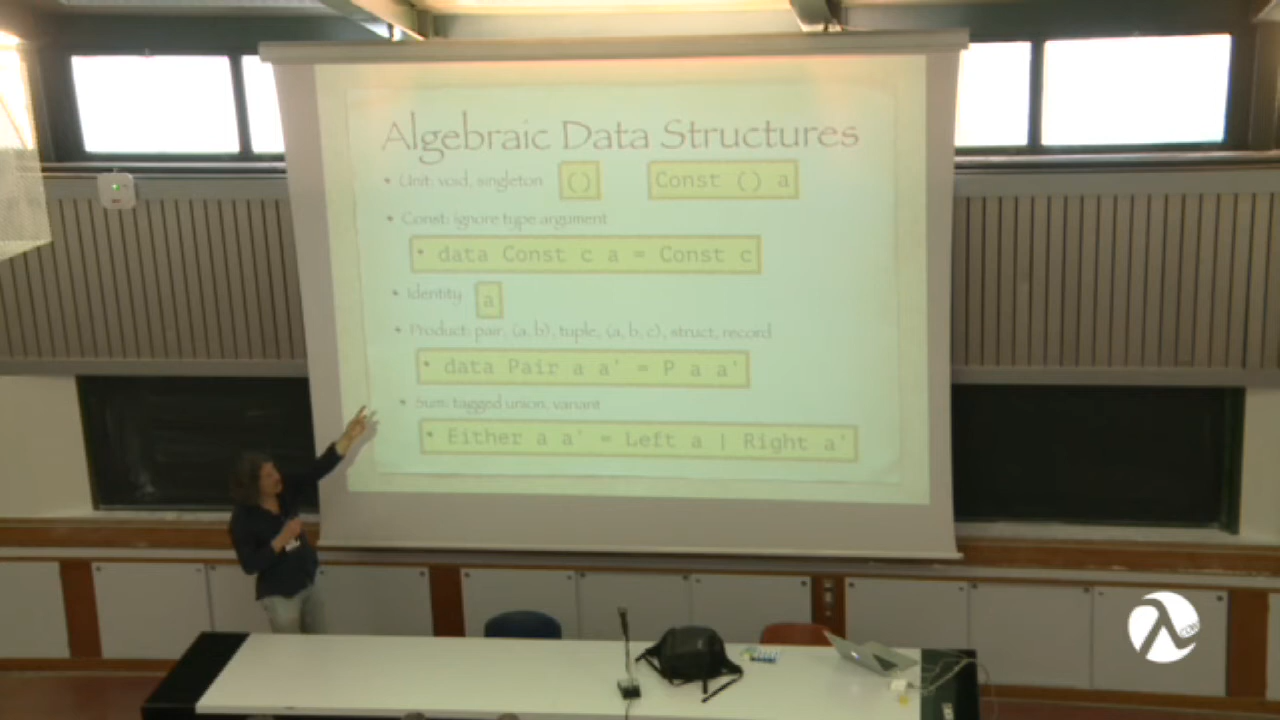 Algebraic Data Structures
• Unit: void, singleton () Const () a
• Const: ignore type argument
• data Const c a = Const c
• Identity a
• Product: pair, (a, b), tuple, (a, b, c), struct, record
• data Pair a a' = P a a'
• Sum: tagged union, variant
• Either a a' = Left a | Right a'
λCON